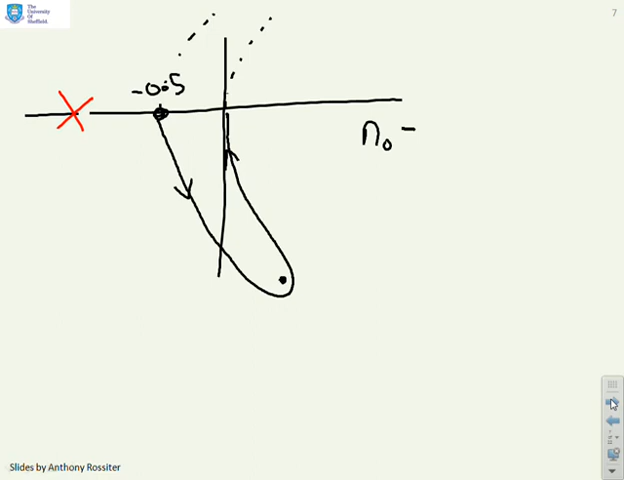 The
University
Of
Sheffield.
7
-0.5
n₀ -
Slides by Anthony Rossiter